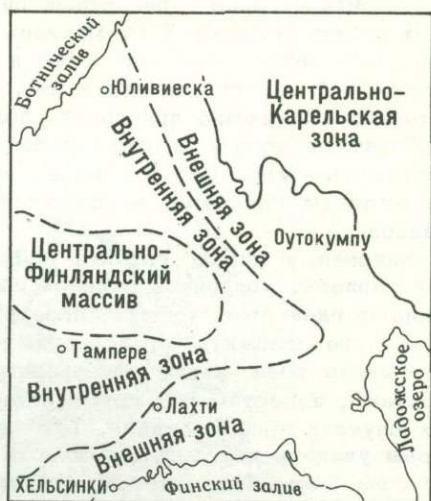 Ботнический
залив
Юливиеска
Центрально-
Карельская
зона
Внешняя зона
Внутренняя зона
Оутокумпу
Центрально-
Финляндский
массив
Тампере
Внутренняя зона
Лахти
Внешняя зона
Ладожское
озеро
ХЕЛЬСИНКИ
Финский залив